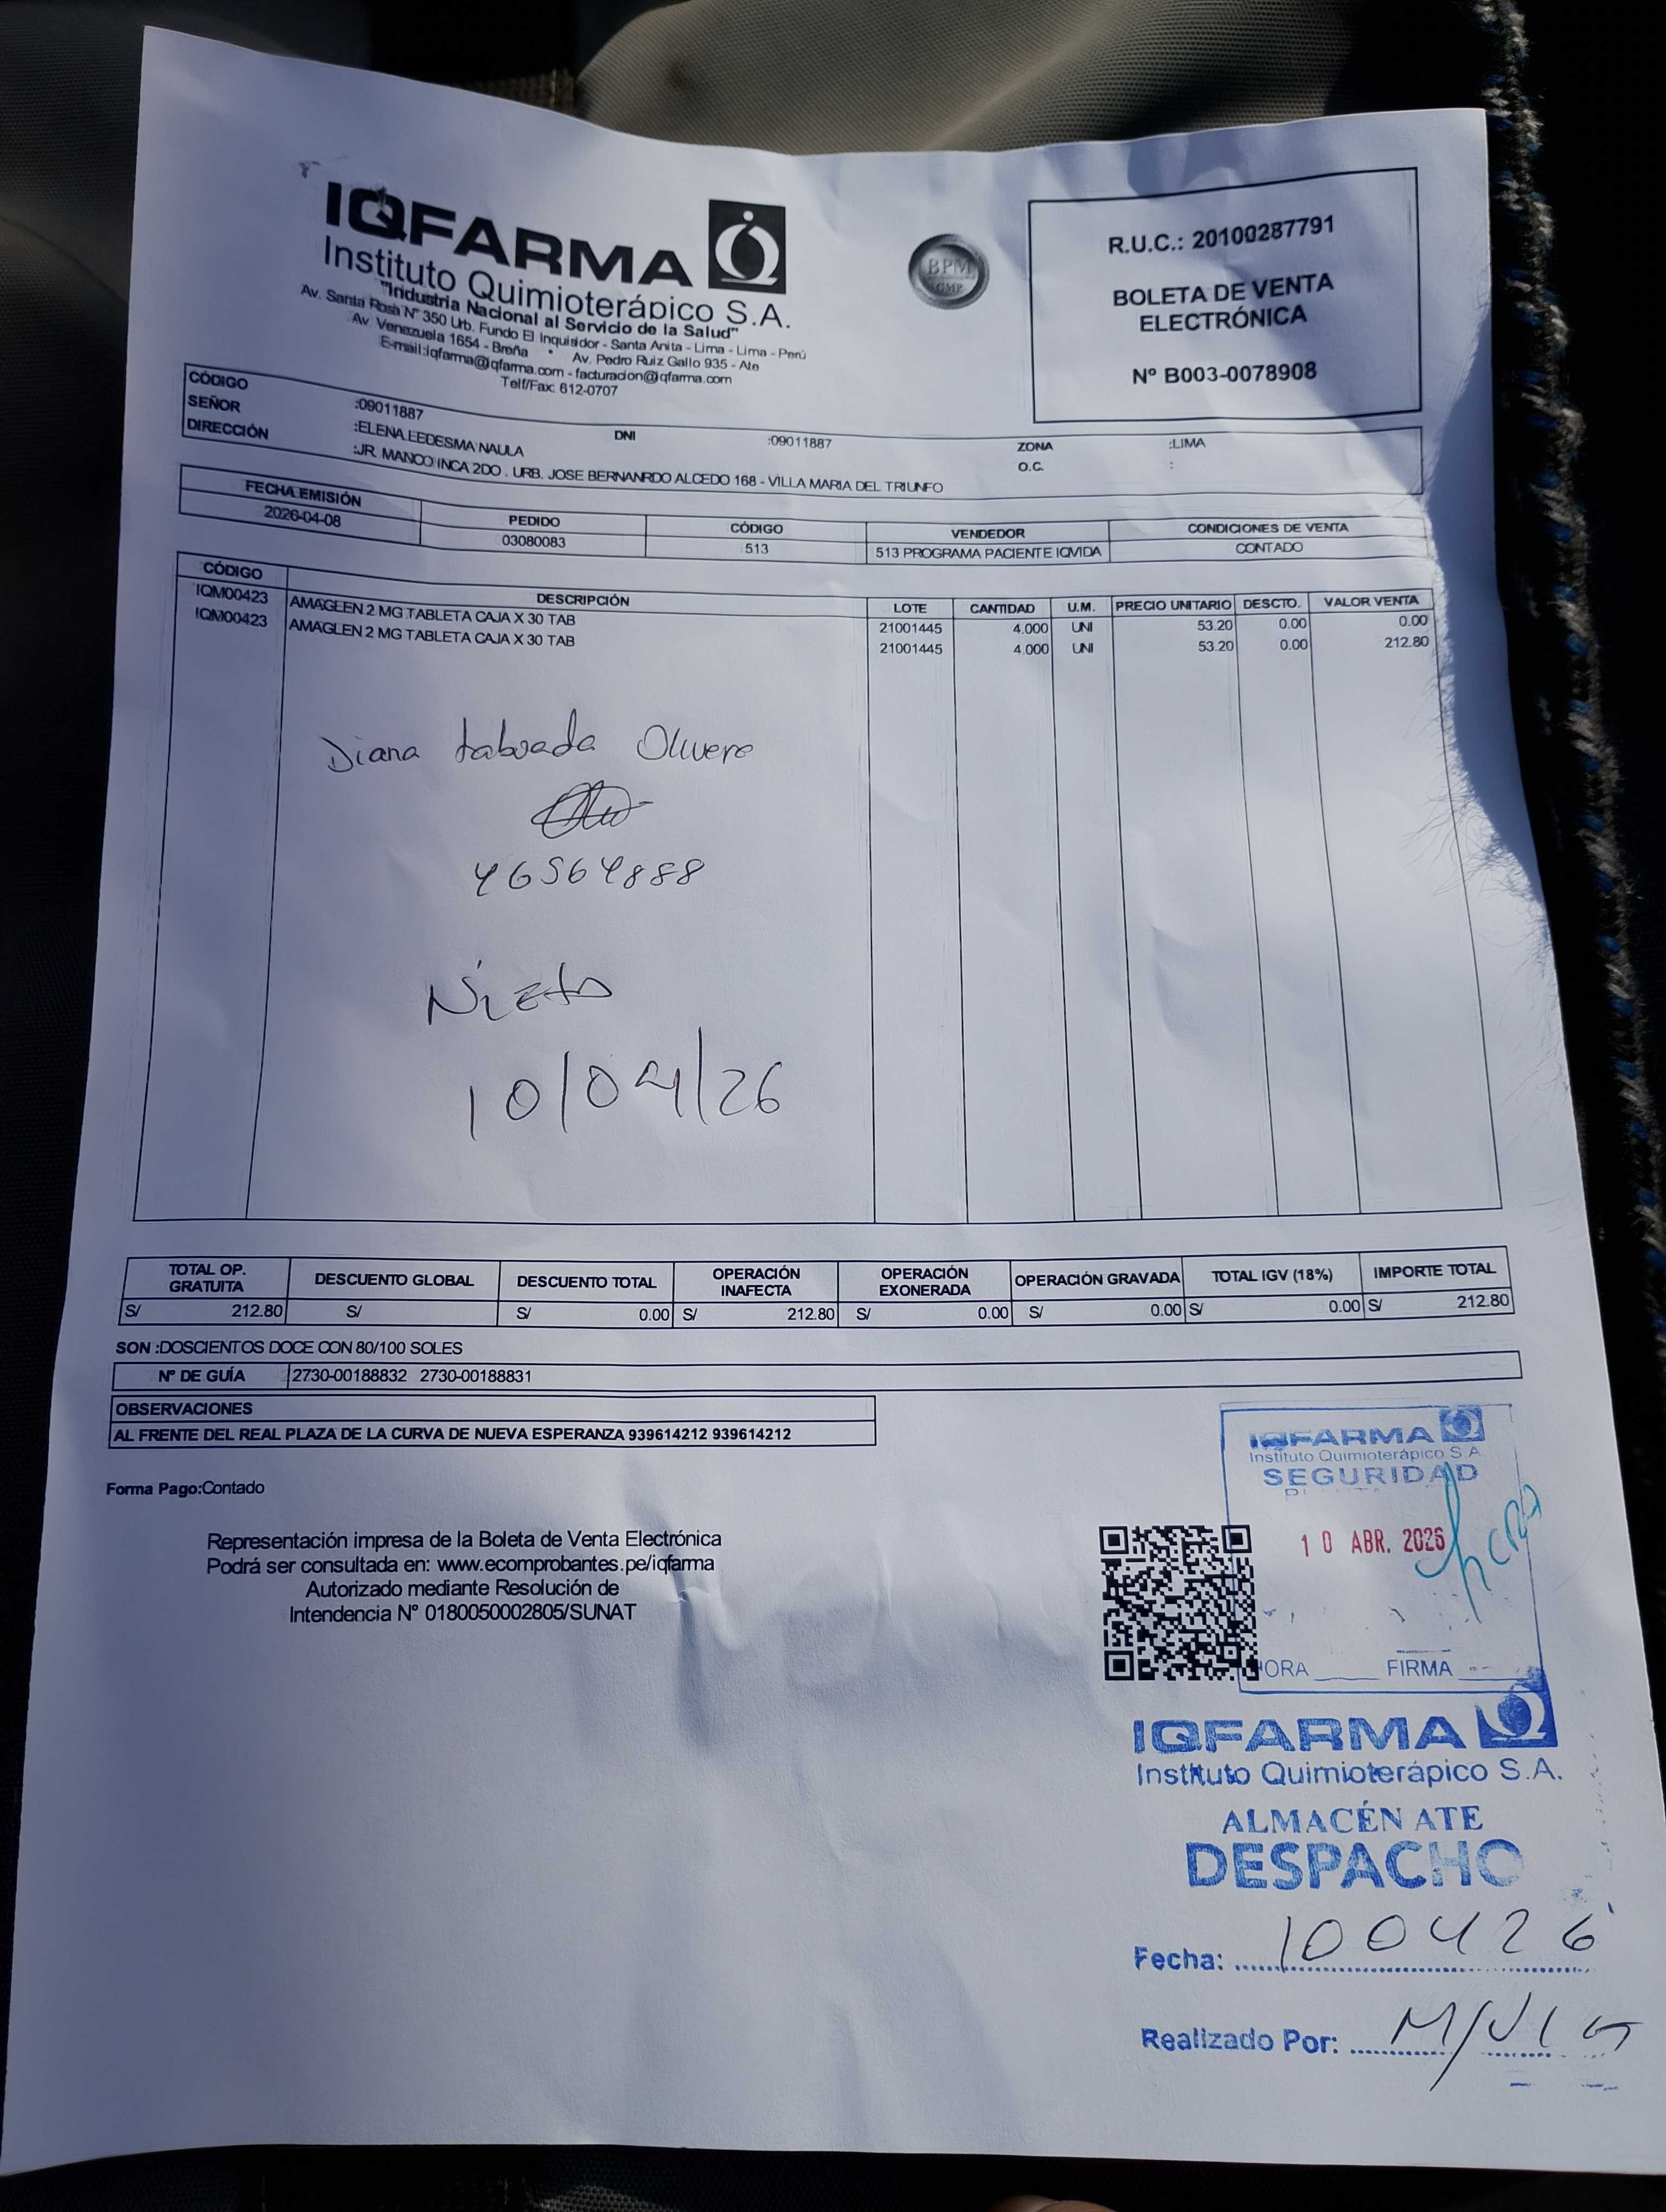 IQFARMA
Instituto Quimioterápico S.A.
"Industria Nacional al Servicio de la Salud"
Av. Santa Rosa Nº 350 Urb. Fundo El Inquisidor - Santa Anita - Lima - Lima - Perú
Av. Venezuela 1654 - Breña • Av. Pedro Ruiz Gallo 935 - Ate
E-mail:iqfarma@iqfarma.com - facturacion@iqfarma.com
Telf/Fax: 612-0707
BPM
GMP
R.U.C.: 20100287791
BOLETA DE VENTA
ELECTRÓNICA
Nº B003-0078908
CÓDIGO :09011887 DNI :09011887 ZONA :LIMA
SEÑOR :ELENA LEDESMA NAULA O.C. :
DIRECCIÓN :JR. MANCO INCA 2DO . URB. JOSE BERNANRDO ALCEDO 168 - VILLA MARIA DEL TRIUNFO
FECHA EMISIÓN PEDIDO CÓDIGO VENDEDOR CONDICIONES DE VENTA
2026-04-08 03080083 513 513 PROGRAMA PACIENTE IQVIDA CONTADO
CÓDIGO DESCRIPCIÓN LOTE CANTIDAD U.M. PRECIO UNITARIO DESCTO. VALOR VENTA
IQM00423 AMAGLEN 2 MG TABLETA CAJA X 30 TAB 21001445 4.000 UNI 53.20 0.00 0.00
IQM00423 AMAGLEN 2 MG TABLETA CAJA X 30 TAB 21001445 4.000 UNI 53.20 0.00 212.80
Diana taboada Olivera
46564888
Nieto
10/04/26
TOTAL OP. GRATUITA DESCUENTO GLOBAL DESCUENTO TOTAL OPERACIÓN INAFECTA OPERACIÓN EXONERADA OPERACIÓN GRAVADA TOTAL IGV (18%) IMPORTE TOTAL
S/ 212.80 S/ S/ 0.00 S/ 212.80 S/ 0.00 S/ 0.00 S/ 0.00 S/ 212.80
SON :DOSCIENTOS DOCE CON 80/100 SOLES
Nº DE GUÍA 2730-00188832 2730-00188831
OBSERVACIONES
AL FRENTE DEL REAL PLAZA DE LA CURVA DE NUEVA ESPERANZA 939614212 939614212
Forma Pago:Contado
Representación impresa de la Boleta de Venta Electrónica
Podrá ser consultada en: www.ecomprobantes.pe/iqfarma
Autorizado mediante Resolución de
Intendencia Nº 0180050002805/SUNAT
IQFARMA
Instituto Quimioterápico S.A
SEGURIDAD
10 ABR. 2026
HORA FIRMA
IQFARMA
Instituto Quimioterápico S.A.
ALMACÉN ATE
DESPACHO
Fecha: 100426
Realizado Por: